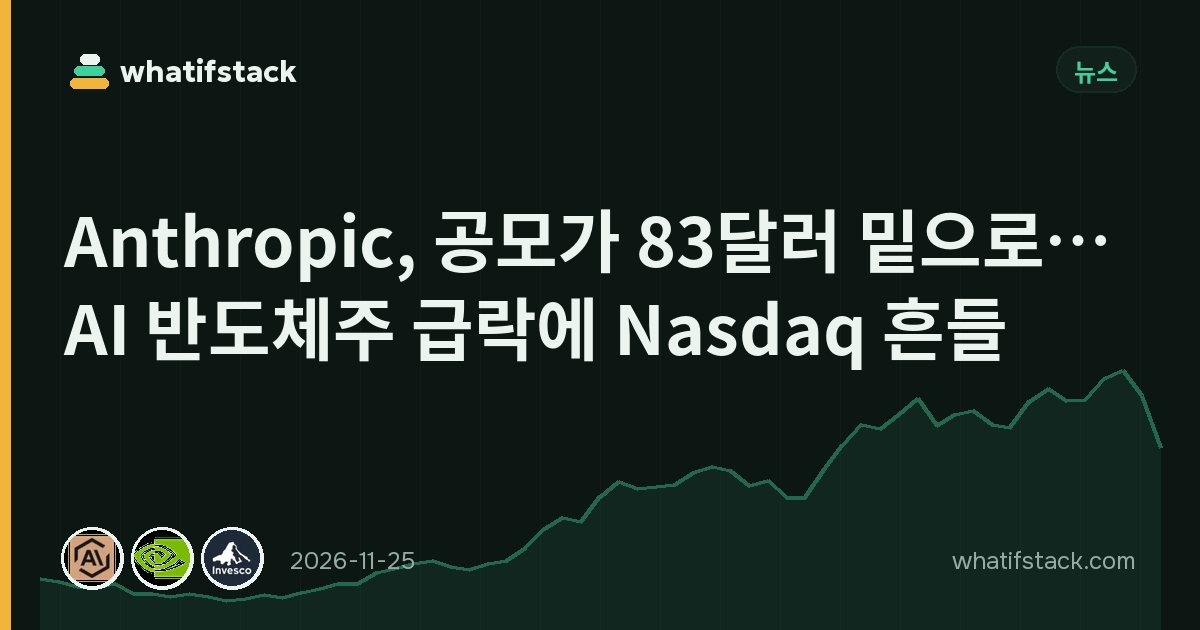 whatifstack
뉴스
Anthropic, 공모가 83달러 밑으로…
AI 반도체주 급락에 Nasdaq 흔들
Invesco
2026-11-25
whatifstack.com